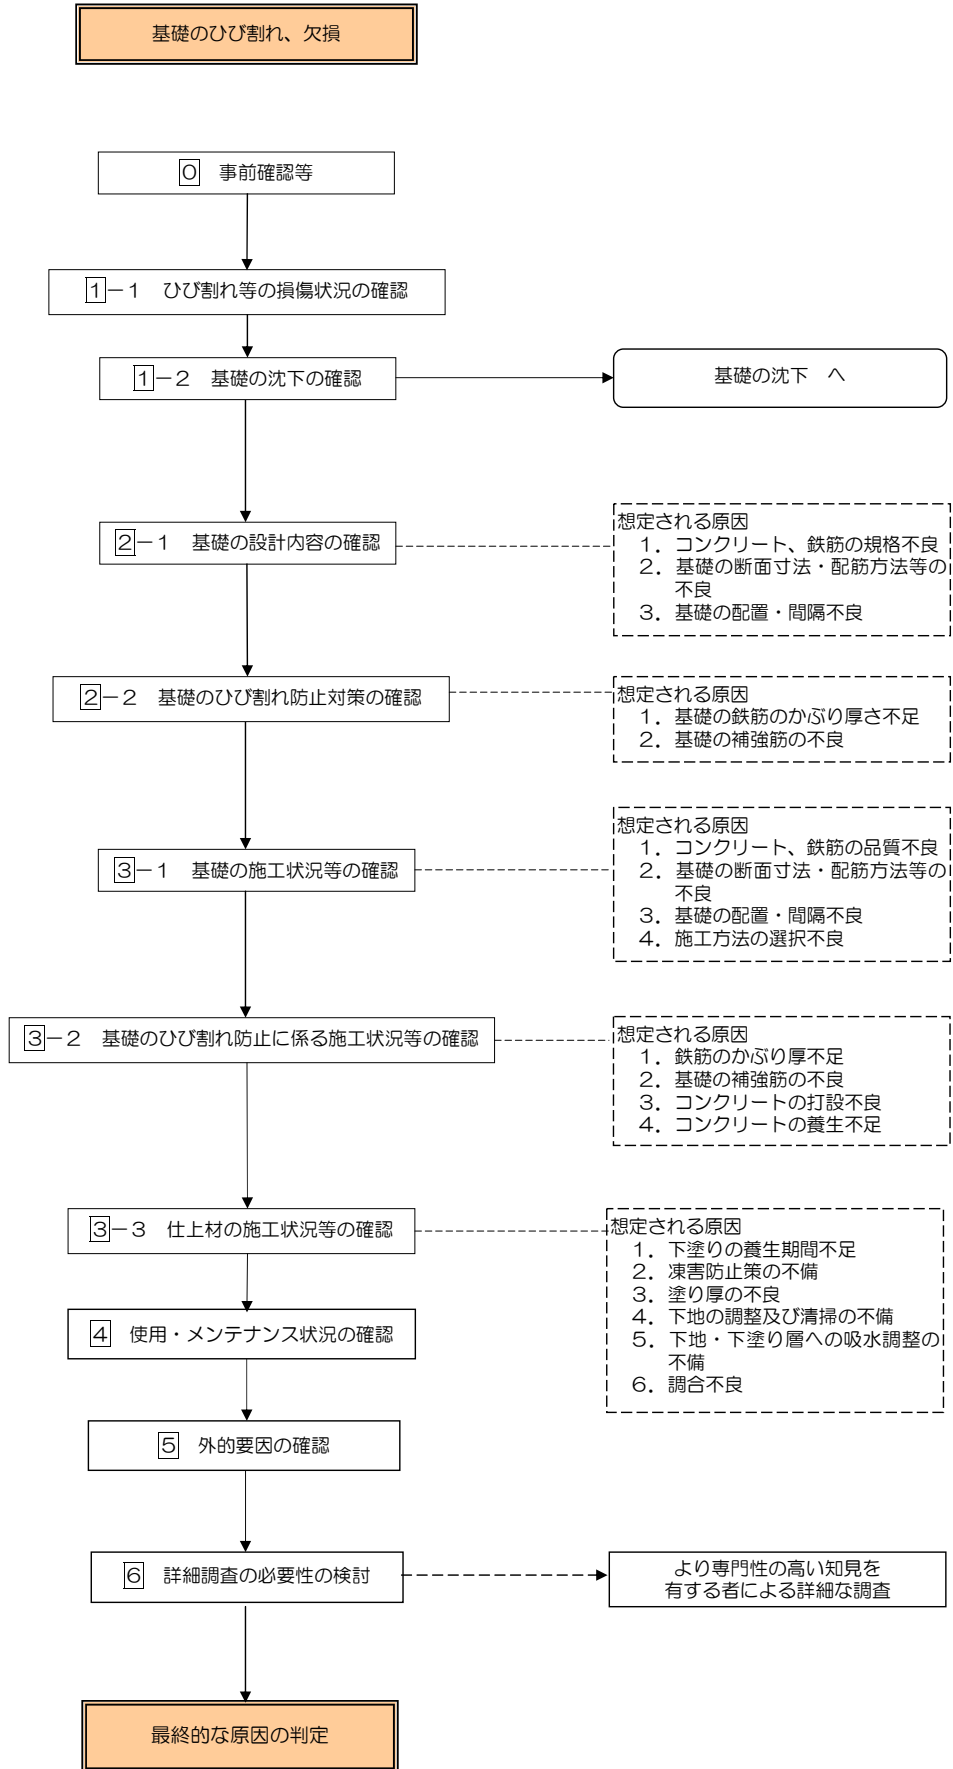 基礎のひび割れ、欠損
0 事前確認等
1－１ ひび割れ等の損傷状況の確認
1－２ 基礎の沈下の確認
基礎の沈下 へ
2－１ 基礎の設計内容の確認
想定される原因
１．コンクリート、鉄筋の規格不良
２．基礎の断面寸法・配筋方法等の
不良
３．基礎の配置・間隔不良
2－２ 基礎のひび割れ防止対策の確認
想定される原因
１．基礎の鉄筋のかぶり厚さ不足
２．基礎の補強筋の不良
3－１ 基礎の施工状況等の確認
想定される原因
１．コンクリート、鉄筋の品質不良
２．基礎の断面寸法・配筋方法等の
不良
３．基礎の配置・間隔不良
４．施工方法の選択不良
3－２ 基礎のひび割れ防止に係る施工状況等の確認
想定される原因
１．鉄筋のかぶり厚不足
２．基礎の補強筋の不良
３．コンクリートの打設不良
４．コンクリートの養生不足
3－３ 仕上材の施工状況等の確認
想定される原因
１．下塗りの養生期間不足
２．凍害防止策の不備
３．塗り厚の不良
４．下地の調整及び清掃の不備
５．下地・下塗り層への吸水調整の
不備
６．調合不良
4 使用・メンテナンス状況の確認
5 外的要因の確認
6 詳細調査の必要性の検討
より専門性の高い知見を
有する者による詳細な調査
最終的な原因の判定